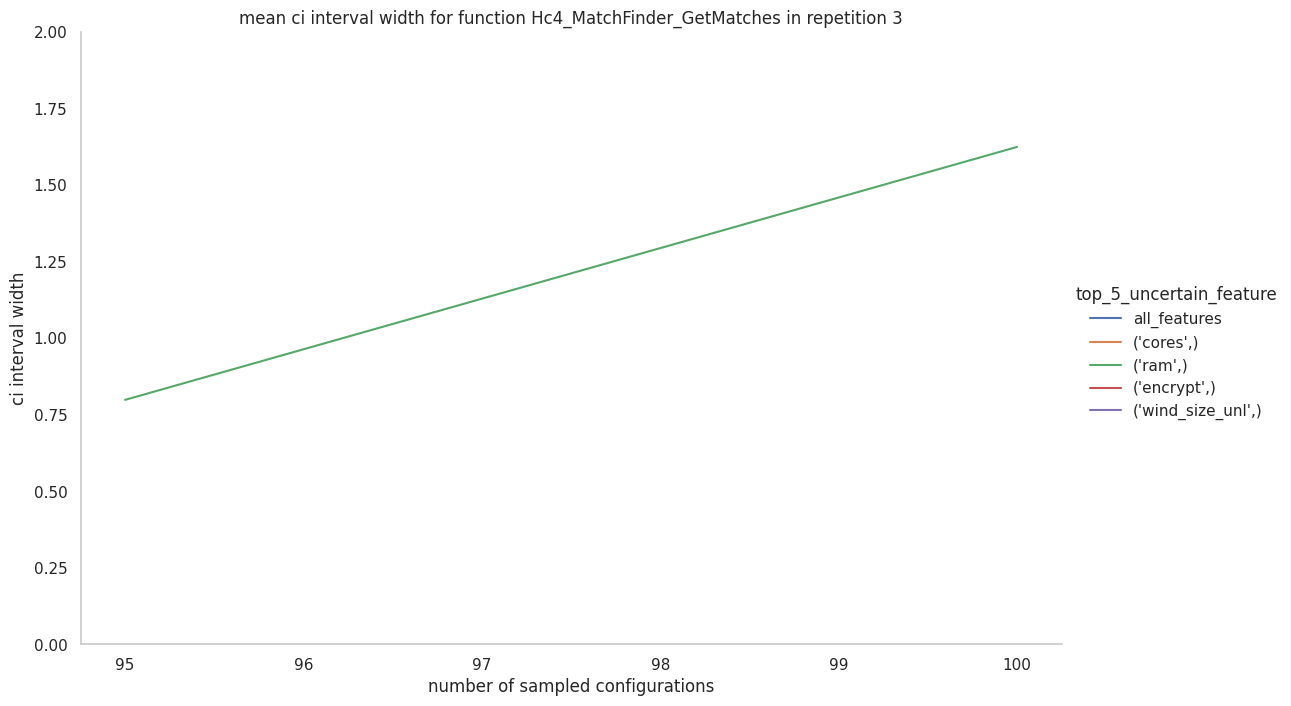 mean ci interval width for function Hc4_MatchFinder_GetMatches in repetition 3
2.00
1.75
1.50
1.25
1.00
0.75
0.50
0.25
0.00
ci interval width
95 96 97 98 99 100
number of sampled configurations
top_5_uncertain_feature
all_features
('cores',)
('ram',)
('encrypt',)
('wind_size_unl',)